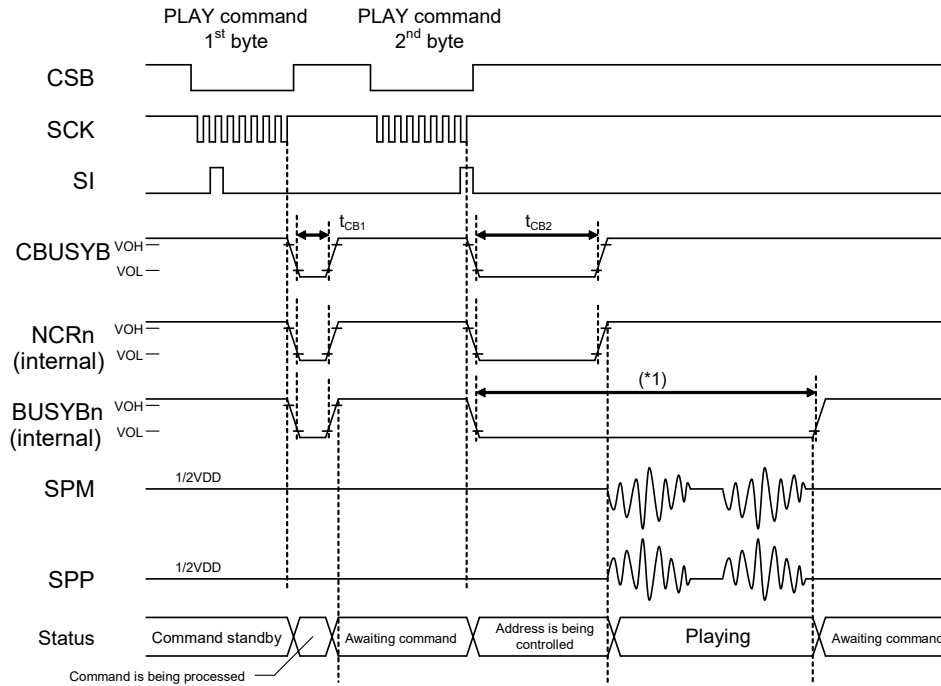 PLAY command
1st byte
PLAY command
2nd byte
CSB
SCK
SI
tCB1
tCB2
CBUSYB
VOH
VOL
NCRn
(internal)
VOH
VOL
(*1)
BUSYBn
(internal)
VOH
VOL
SPM
1/2VDD
SPP
1/2VDD
Status
Command standby
Awaiting command
Address is being
controlled
Playing
Awaiting command
Command is being processed